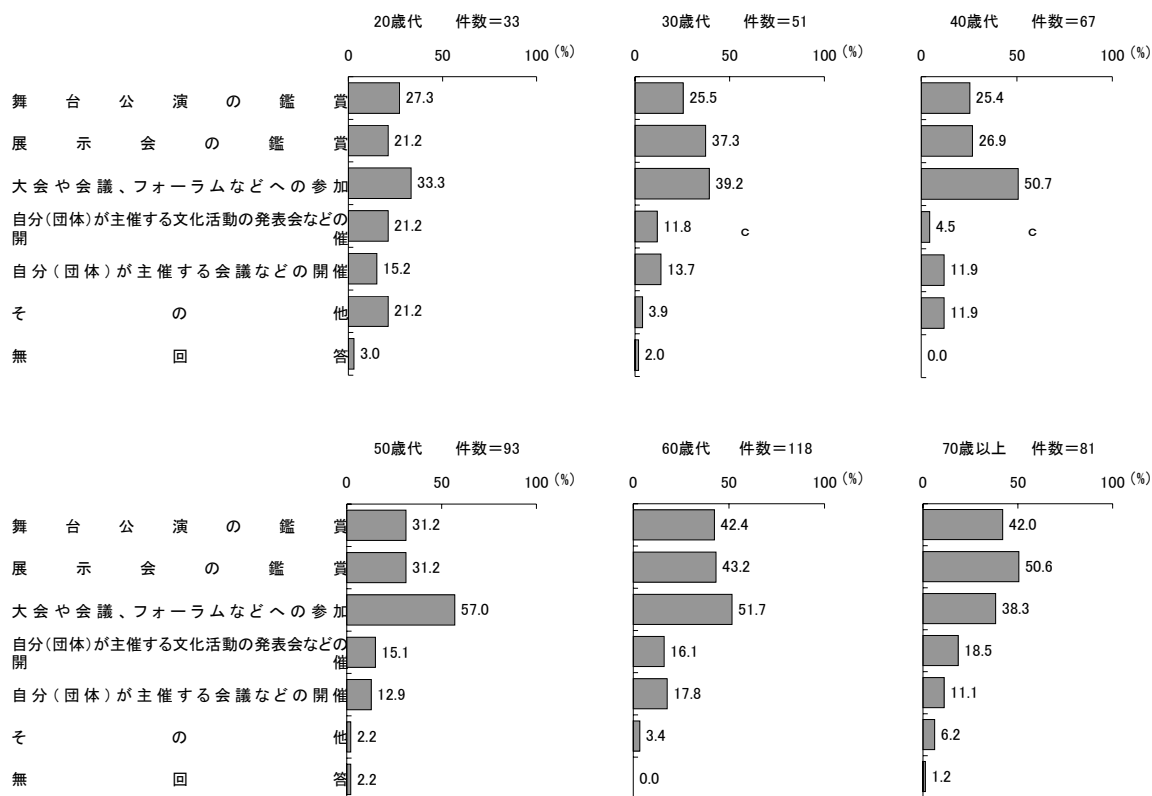 20歳代 件数=33 30歳代 件数=51 40歳代 件数=67
0 50 100 (%) 0 50 100 (%) 0 50 100 (%)
舞台公演の鑑賞 27.3 25.5 25.4
展示会の鑑賞 21.2 37.3 26.9
大会や会議、フォーラムなどへの参加 33.3 39.2 50.7
自分(団体)が主催する文化活動の発表会などの
開催 21.2 11.8 c 4.5 c
自分(団体)が主催する会議などの開催 15.2 13.7 11.9
その他 21.2 3.9 11.9
無回答 3.0 2.0 0.0
50歳代 件数=93 60歳代 件数=118 70歳以上 件数=81
0 50 100 (%) 0 50 100 (%) 0 50 100 (%)
舞台公演の鑑賞 31.2 42.4 42.0
展示会の鑑賞 31.2 43.2 50.6
大会や会議、フォーラムなどへの参加 57.0 51.7 38.3
自分(団体)が主催する文化活動の発表会などの
開催 15.1 16.1 18.5
自分(団体)が主催する会議などの開催 12.9 17.8 11.1
その他 2.2 3.4 6.2
無回答 2.2 0.0 1.2